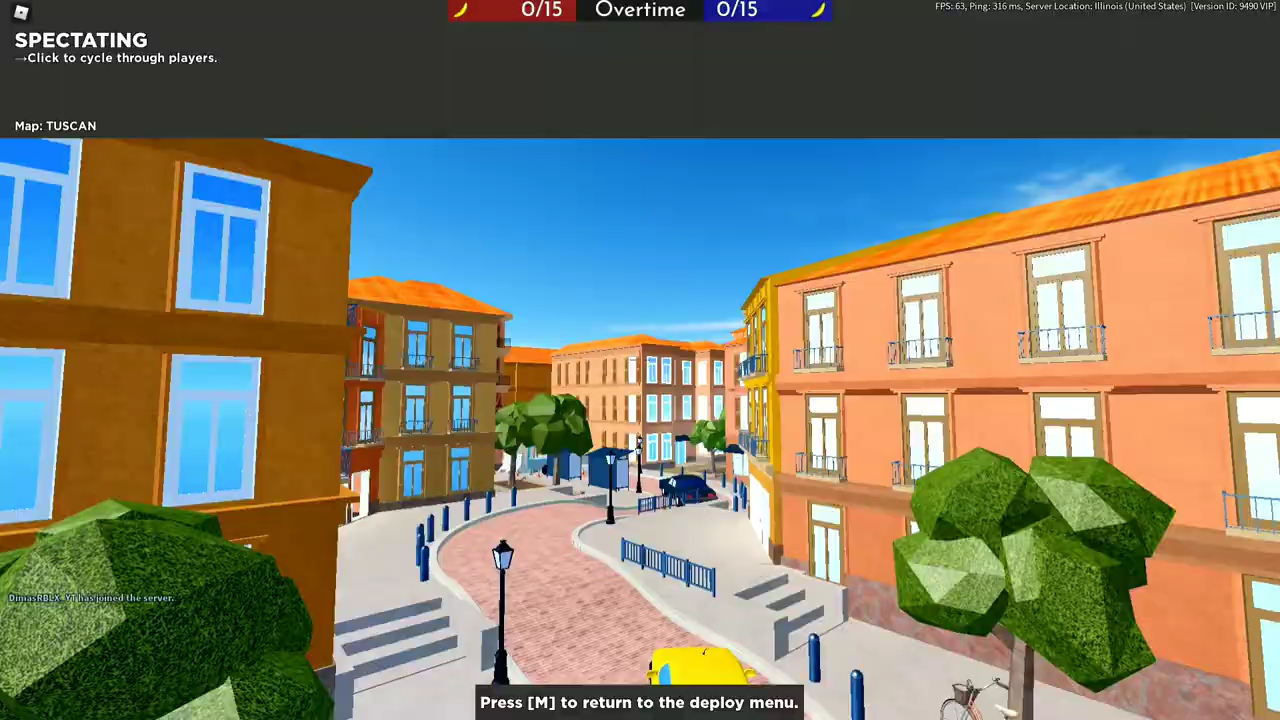 0/15 Overtime 0/15
FPS: 63, Ping: 316 ms, Server Location: Illinois (United States) [Version ID: 9490 VIP]
SPECTATING
→Click to cycle through players.
Map: TUSCAN
DimasRBLX_YT has joined the server.
Press [M] to return to the deploy menu.